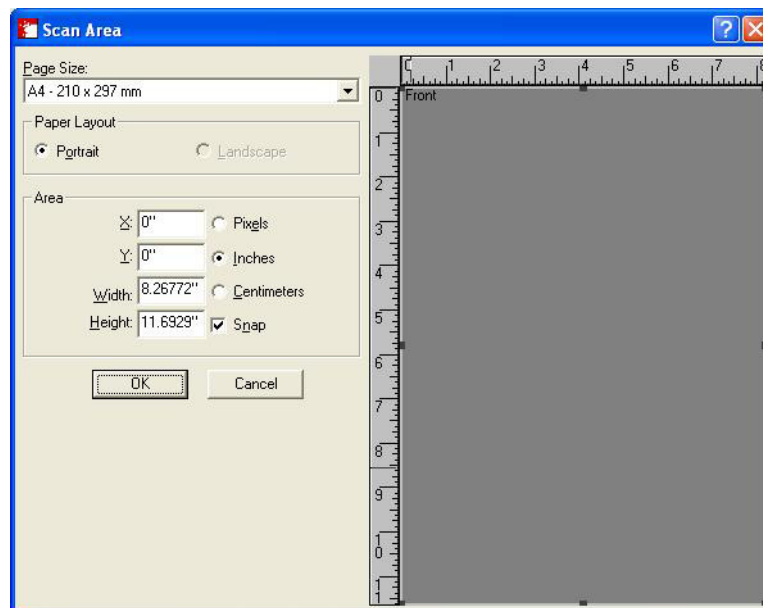 Scan Area
Page Size:
A4 - 210 x 297 mm
Paper Layout
Portrait
Landscape
Area
X: 0"
Pixels
Y: 0"
Inches
Width: 8.26772"
Centimeters
Height: 11.6929"
Snap
OK
Cancel
0 1 2 3 4 5 6 7 8
Front
0
1
2
3
4
5
6
7
8
9
10
11